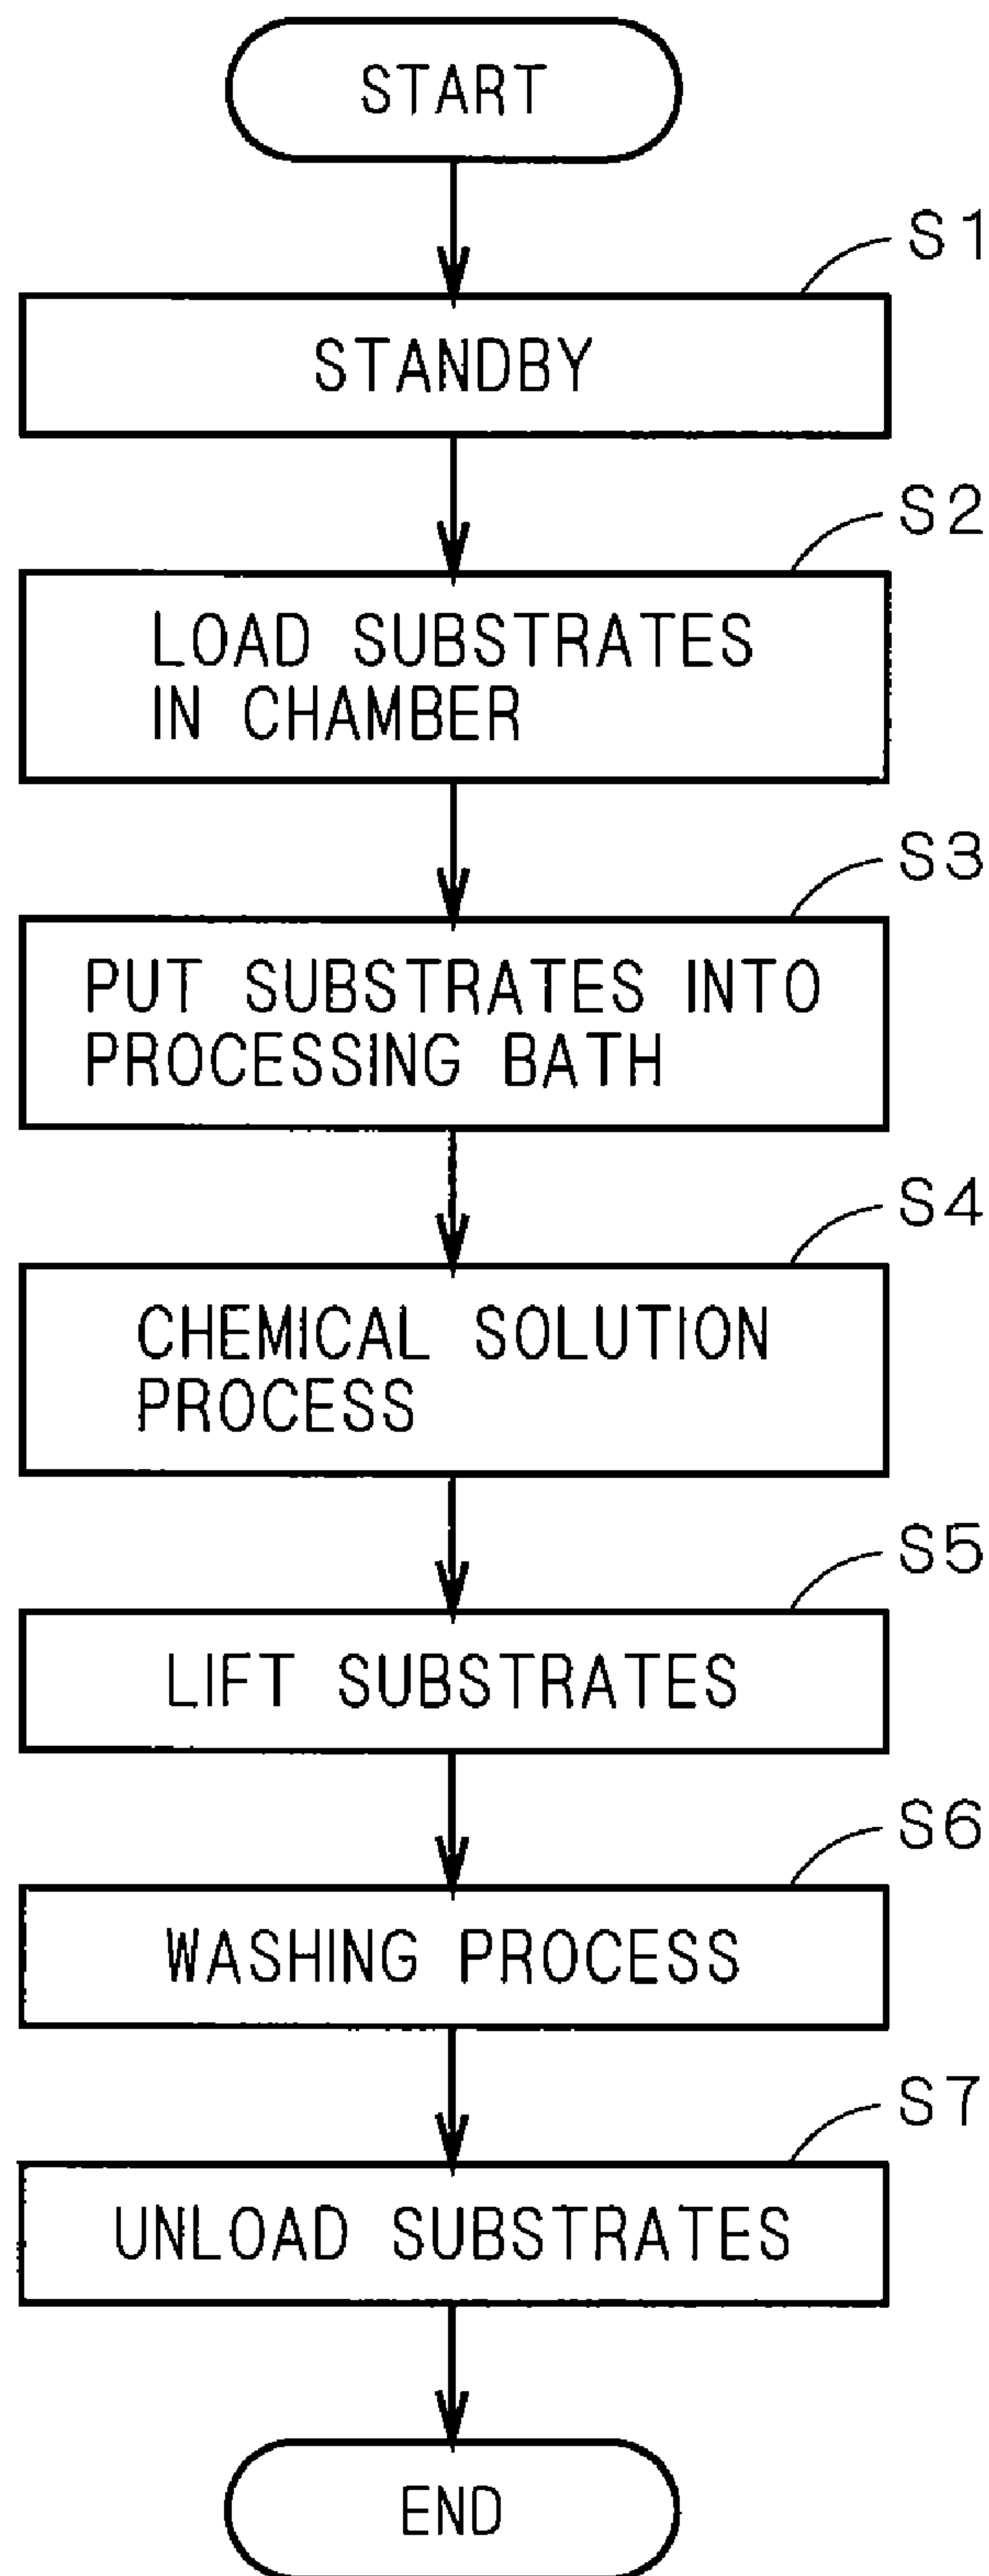 START
S1
STANDBY
S2
LOAD SUBSTRATES
IN CHAMBER
S3
PUT SUBSTRATES INTO
PROCESSING BATH
S4
CHEMICAL SOLUTION
PROCESS
S5
LIFT SUBSTRATES
S6
WASHING PROCESS
S7
UNLOAD SUBSTRATES
END